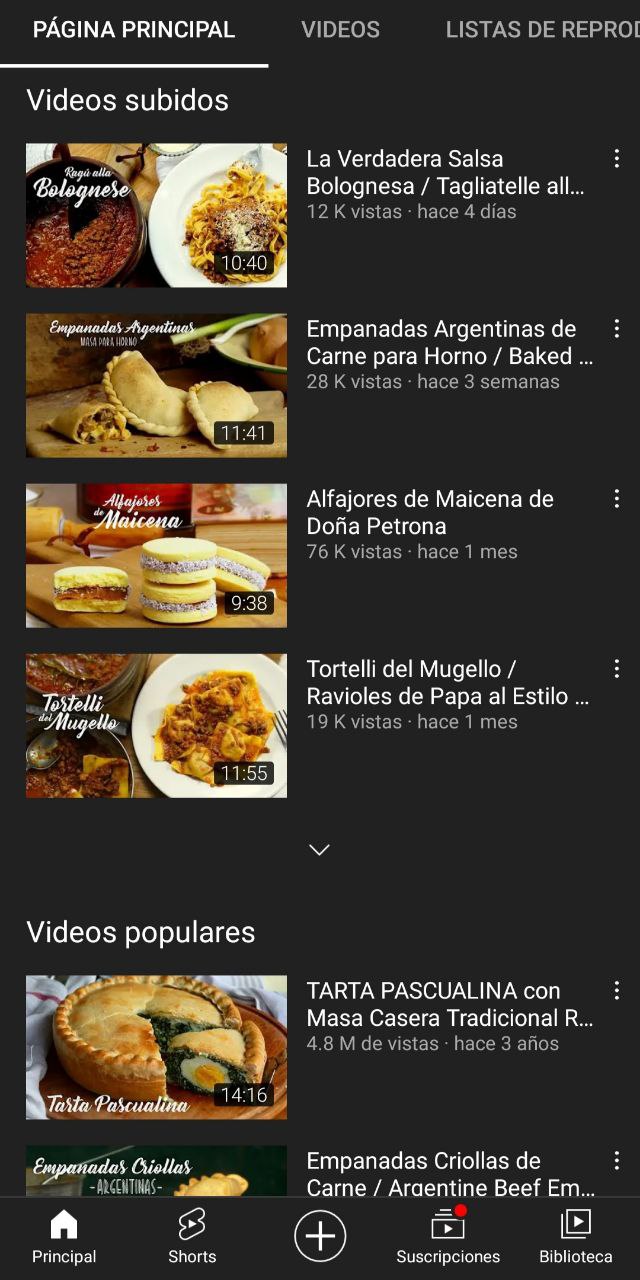 PÁGINA PRINCIPAL
VIDEOS
LISTAS DE REPROD
Videos subidos
Ragú alla
Bolognese
10:40
La Verdadera Salsa
Bolognesa / Tagliatelle all...
12 K vistas · hace 4 días
Empanadas Argentinas
MASA PARA HORNO
11:41
Empanadas Argentinas de
Carne para Horno / Baked ...
28 K vistas · hace 3 semanas
Alfajores
de Maicena
9:38
Alfajores de Maicena de
Doña Petrona
76 K vistas · hace 1 mes
Tortelli
del Mugello
11:55
Tortelli del Mugello /
Ravioles de Papa al Estilo ...
19 K vistas · hace 1 mes
Videos populares
Tarta Pascualina
14:16
TARTA PASCUALINA con
Masa Casera Tradicional R...
4.8 M de vistas · hace 3 años
Empanadas Criollas
-ARGENTINAS-
Empanadas Criollas de
Carne / Argentine Beef Em...
Principal
Shorts
Suscripciones
Biblioteca